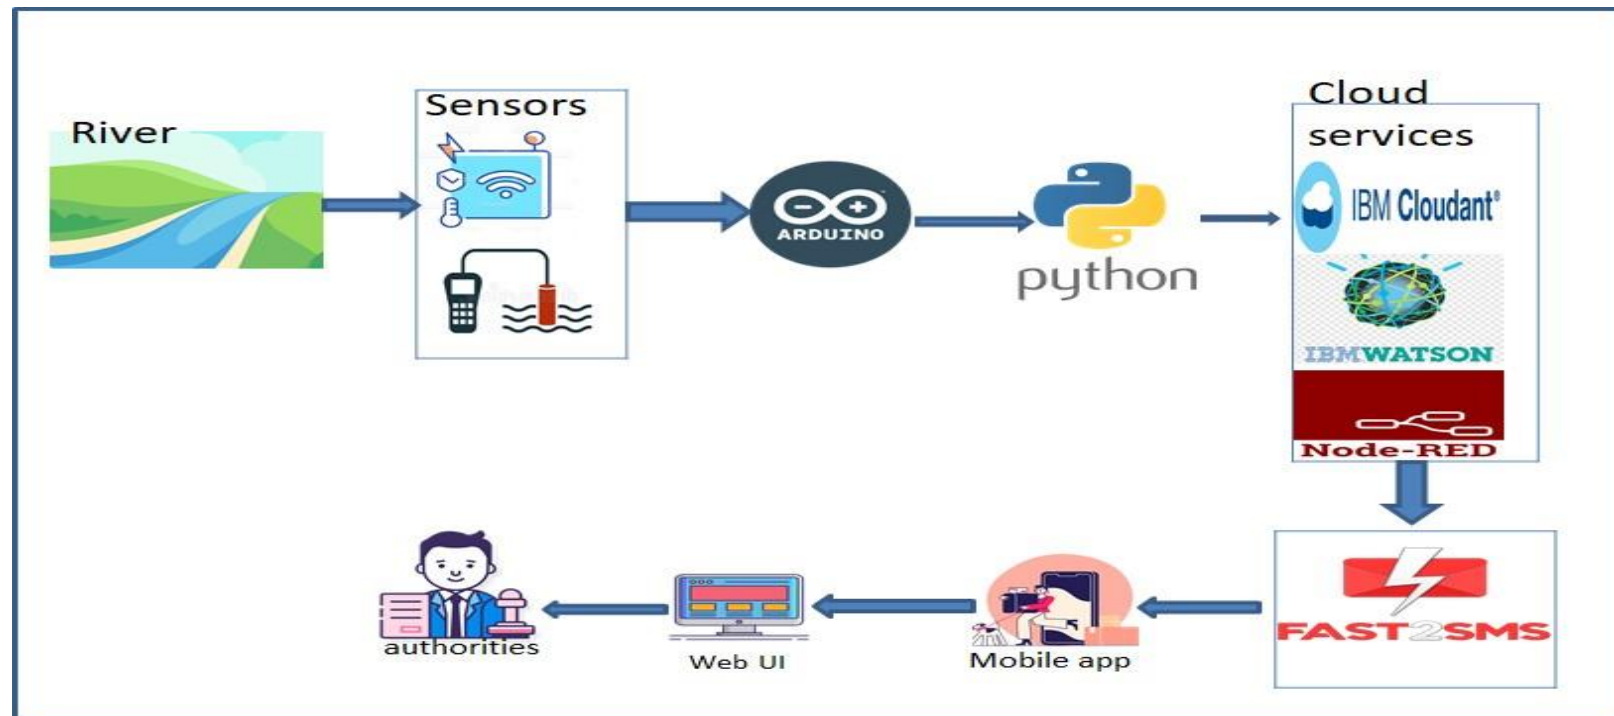 River
Sensors
ARDUINO
python
Cloud
services
IBM Cloudant®
IBMWATSON
Node-RED
FAST2SMS
Mobile app
Web UI
authorities